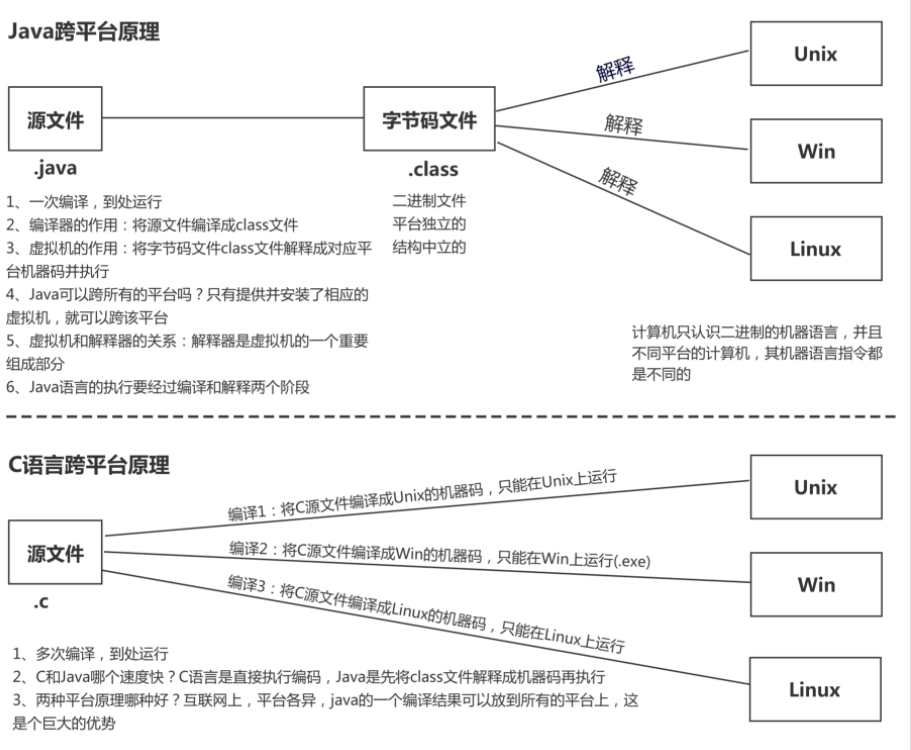 Java跨平台原理
源文件
.java
字节码文件
.class
二进制文件
平台独立的
结构中立的
解释
解释
解释
Unix
Win
Linux
1、一次编译，到处运行
2、编译器的作用：将源文件编译成class文件
3、虚拟机的作用：将字节码文件class文件解释成对应平
台机器码并执行
4、Java可以跨所有的平台吗？只有提供并安装了相应的
虚拟机，就可以跨该平台
5、虚拟机和解释器的关系：解释器是虚拟机的一个重要
组成部分
6、Java语言的执行要经过编译和解释两个阶段
计算机只认识二进制的机器语言，并且
不同平台的计算机，其机器语言指令都
是不同的
C语言跨平台原理
源文件
.c
编译1：将C源文件编译成Unix的机器码，只能在Unix上运行
编译2：将C源文件编译成Win的机器码，只能在Win上运行(.exe)
编译3：将C源文件编译成Linux的机器码，只能在Linux上运行
Unix
Win
Linux
1、多次编译，到处运行
2、C和Java哪个速度快？C语言是直接执行编码，Java是先将class文件解释成机器码再执行
3、两种平台原理哪种好？互联网上，平台各异，java的一个编译结果可以放到所有的平台上，这
是个巨大的优势